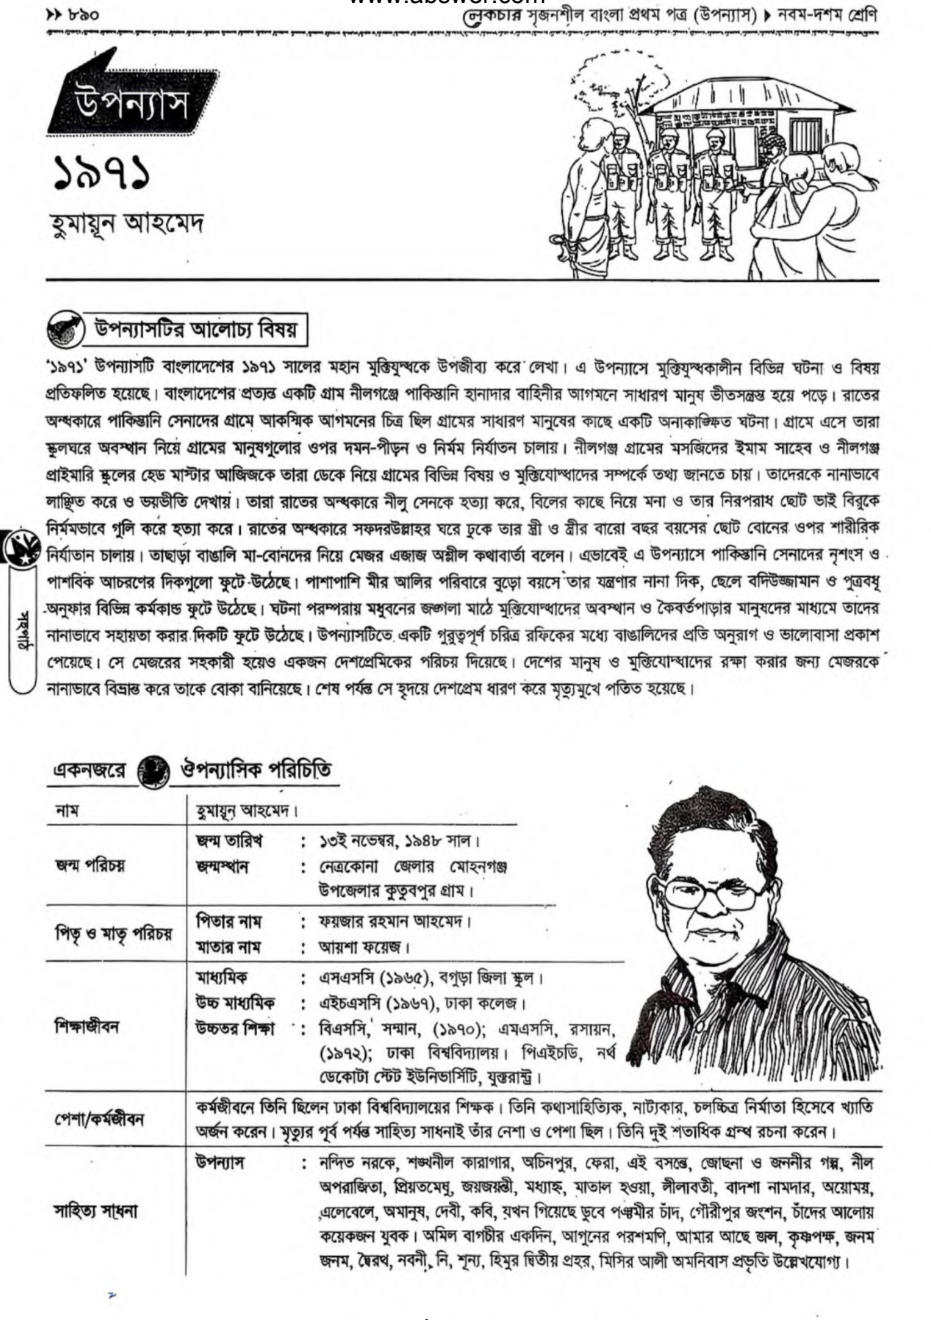 www.abswer.com
>> ৮৯০
লেকচার সৃজনশীল বাংলা প্রথম পত্র (উপন্যাস) ▶ নবম-দশম শ্রেণি
উপন্যাস
১৯৭১
হুমায়ূন আহমেদ
উপন্যাসটির আলোচ্য বিষয়
'১৯৭১' উপন্যাসটি বাংলাদেশের ১৯৭১ সালের মহান মুক্তিযুদ্ধকে উপজীব্য করে লেখা। এ উপন্যাসে মুক্তিযুদ্ধকালীন বিভিন্ন ঘটনা ও বিষয়
প্রতিফলিত হয়েছে। বাংলাদেশের প্রত্যন্ত একটি গ্রাম নীলগঞ্জে পাকিস্তানি হানাদার বাহিনীর আগমনে সাধারণ মানুষ ভীতসন্ত্রস্ত হয়ে পড়ে। রাতের
অন্ধকারে পাকিস্তানি সেনাদের গ্রামে আকস্মিক আগমনের চিত্র ছিল গ্রামের সাধারণ মানুষের কাছে একটি অনাকাঙ্ক্ষিত ঘটনা। গ্রামে এসে তারা
স্কুলঘরে অবস্থান নিয়ে গ্রামের মানুষগুলোর ওপর দমন-পীড়ন ও নির্মম নির্যাতন চালায়। নীলগঞ্জ গ্রামের মসজিদের ইমাম সাহেব ও নীলগঞ্জ
প্রাইমারি স্কুলের হেড মাস্টার আজিজকে তারা ডেকে নিয়ে গ্রামের বিভিন্ন বিষয় ও মুক্তিযোদ্ধাদের সম্পর্কে তথ্য জানতে চায়। তাদেরকে নানাভাবে
লাঞ্ছিত করে ও ভয়ভীতি দেখায়। তারা রাতের অন্ধকারে নীলু সেনকে হত্যা করে, বিলের কাছে নিয়ে মনা ও তার নিরপরাধ ছোট ভাই বিরুকে
নির্মমভাবে গুলি করে হত্যা করে। রাতের অন্ধকারে সফদরউল্লাহর ঘরে ঢুকে তার স্ত্রী ও স্ত্রীর বারো বছর বয়সের ছোট বোনের ওপর শারীরিক
নির্যাতান চালায়। তাছাড়া বাঙালি মা-বোনদের নিয়ে মেজর এজাজ অশ্লীল কথাবার্তা বলেন। এভাবেই এ উপন্যাসে পাকিস্তানি সেনাদের নৃশংস ও
পাশবিক আচরণের দিকগুলো ফুটে উঠেছে। পাশাপাশি মীর আলির পরিবারে বুড়ো বয়সে তার যন্ত্রণার নানা দিক, ছেলে বদিউজ্জামান ও পুত্রবধূ
অনুফার বিভিন্ন কর্মকান্ড ফুটে উঠেছে। ঘটনা পরম্পরায় মধুবনের জঙ্গলা মাঠে মুক্তিযোদ্ধাদের অবস্থান ও কৈবর্তপাড়ার মানুষদের মাধ্যমে তাদের
নানাভাবে সহায়তা করার দিকটি ফুটে উঠেছে। উপন্যাসটিতে একটি গুরুত্বপূর্ণ চরিত্র রফিকের মধ্যে বাঙালিদের প্রতি অনুরাগ ও ভালোবাসা প্রকাশ
পেয়েছে। সে মেজরের সহকারী হয়েও একজন দেশপ্রেমিকের পরিচয় দিয়েছে। দেশের মানুষ ও মুক্তিযোদ্ধাদের রক্ষা করার জন্য মেজরকে
নানাভাবে বিভ্রান্ত করে তাকে বোকা বানিয়েছে। শেষ পর্যন্ত সে হৃদয়ে দেশপ্রেম ধারণ করে মৃত্যুমুখে পতিত হয়েছে।
সহপাঠ
একনজরে ঔপন্যাসিক পরিচিতি
নাম হুমায়ূন আহমেদ।
জন্ম পরিচয়
জন্ম তারিখ : ১৩ই নভেম্বর, ১৯৪৮ সাল।
জন্মস্থান : নেত্রকোনা জেলার মোহনগঞ্জ
উপজেলার কুতুবপুর গ্রাম।
পিতৃ ও মাতৃ পরিচয়
পিতার নাম : ফয়জার রহমান আহমেদ।
মাতার নাম : আয়শা ফয়েজ।
শিক্ষাজীবন
মাধ্যমিক : এসএসসি (১৯৬৫), বগুড়া জিলা স্কুল।
উচ্চ মাধ্যমিক : এইচএসসি (১৯৬৭), ঢাকা কলেজ।
উচ্চতর শিক্ষা : বিএসসি, সম্মান, (১৯৭০); এমএসসি, রসায়ন,
(১৯৭২); ঢাকা বিশ্ববিদ্যালয়। পিএইচডি, নর্থ
ডেকোটা স্টেট ইউনিভার্সিটি, যুক্তরাষ্ট্র।
পেশা/কর্মজীবন
কর্মজীবনে তিনি ছিলেন ঢাকা বিশ্ববিদ্যালয়ের শিক্ষক। তিনি কথাসাহিত্যিক, নাট্যকার, চলচ্চিত্র নির্মাতা হিসেবে খ্যাতি
অর্জন করেন। মৃত্যুর পূর্ব পর্যন্ত সাহিত্য সাধনাই তাঁর নেশা ও পেশা ছিল। তিনি দুই শতাধিক গ্রন্থ রচনা করেন।
সাহিত্য সাধনা
উপন্যাস : নন্দিত নরকে, শঙ্খনীল কারাগার, অচিনপুর, ফেরা, এই বসন্তে, জোছনা ও জননীর গল্প, নীল
অপরাজিতা, প্রিয়তমেষু, জয়জয়ন্তী, মধ্যাহ্ন, মাতাল হওয়া, লীলাবতী, বাদশা নামদার, অয়োময়,
এলেবেলে, অমানুষ, দেবী, কবি, যখন গিয়েছে ডুবে পঞ্চমীর চাঁদ, গৌরীপুর জংশন, চাঁদের আলোয়
কয়েকজন যুবক। অমিল বাগচীর একদিন, আগুনের পরশমণি, আমার আছে জল, কৃষ্ণপক্ষ, জনম
জনম, দ্বৈরথ, নবনী, নি, শূন্য, হিমুর দ্বিতীয় প্রহর, মিসির আলী অমনিবাস প্রভৃতি উল্লেখযোগ্য।